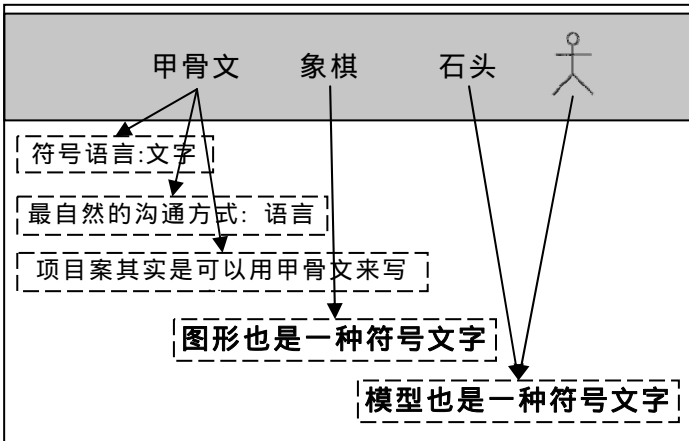 甲骨文 象棋 石头
符号语言:文字
最自然的沟通方式: 语言
项目案其实是可以用甲骨文来写
图形也是一种符号文字
模型也是一种符号文字